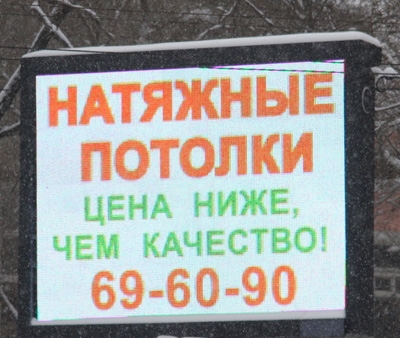 НАТЯЖНЫЕ
ПОТОЛКИ
ЦЕНА НИЖЕ,
ЧЕМ КАЧЕСТВО!
69-60-90